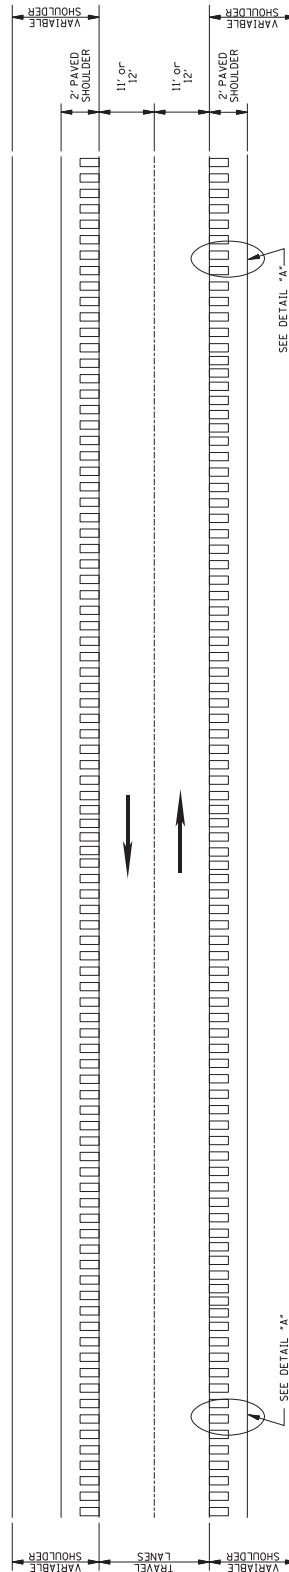 VARIABLE
SHOULDER
2' PAVED
SHOULDER
11' or
12'
11' or
12'
2' PAVED
SHOULDER
VARIABLE
SHOULDER
SEE DETAIL "A"
SEE DETAIL "A"
VARIABLE
SHOULDER
TRAVEL
LANES
VARIABLE
SHOULDER